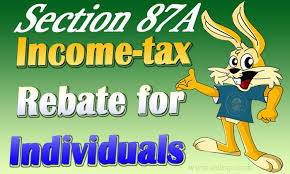 Section 87A
Income-tax
Rebate for
Individuals